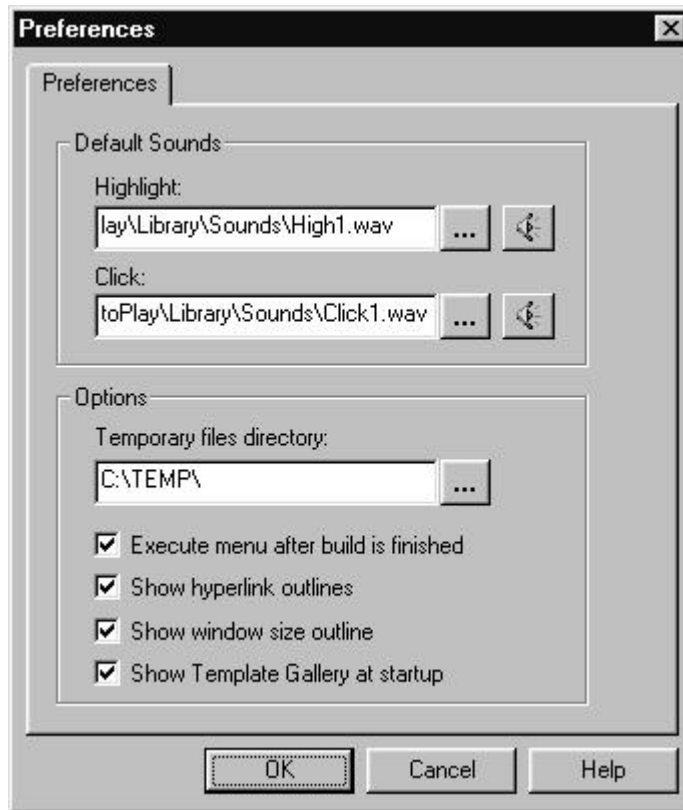 Preferences
Preferences
Default Sounds
Highlight:
lay\Library\Sounds\High1.wav
...
Click:
toPlay\Library\Sounds\Click1.wav
...
Options
Temporary files directory:
C:\TEMP\
...
Execute menu after build is finished
Show hyperlink outlines
Show window size outline
Show Template Gallery at startup
OK Cancel Help